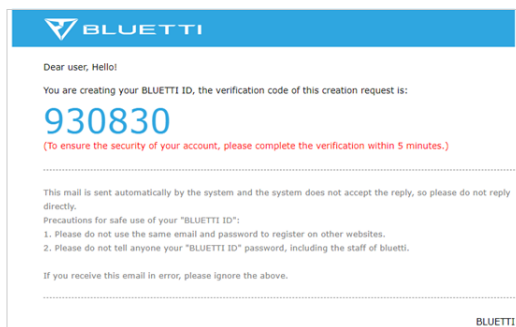 BLUETTI
Dear user, Hello!
You are creating your BLUETTI ID, the verification code of this creation request is:
930830
(To ensure the security of your account, please complete the verification within 5 minutes.)
This mail is sent automatically by the system and the system does not accept the reply, so please do not reply
directly.
Precautions for safe use of your "BLUETTI ID":
1. Please do not use the same email and password to register on other websites.
2. Please do not tell anyone your "BLUETTI ID" password, including the staff of bluetti.
If you receive this email in error, please ignore the above.
BLUETTI